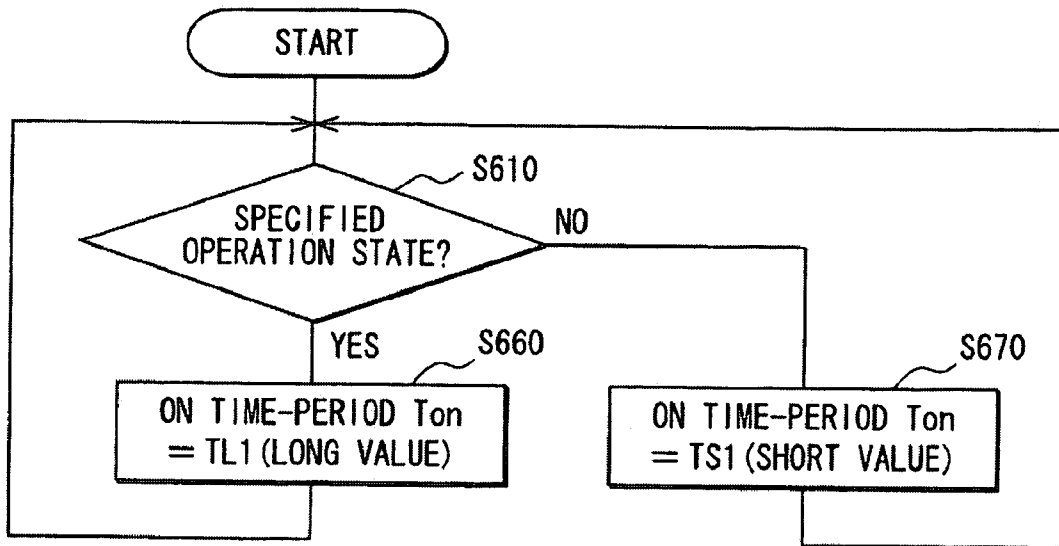 START
S610
SPECIFIED
OPERATION STATE?
NO
YES
S660
S670
ON TIME-PERIOD Ton
= TL1 (LONG VALUE)
ON TIME-PERIOD Ton
= TS1 (SHORT VALUE)